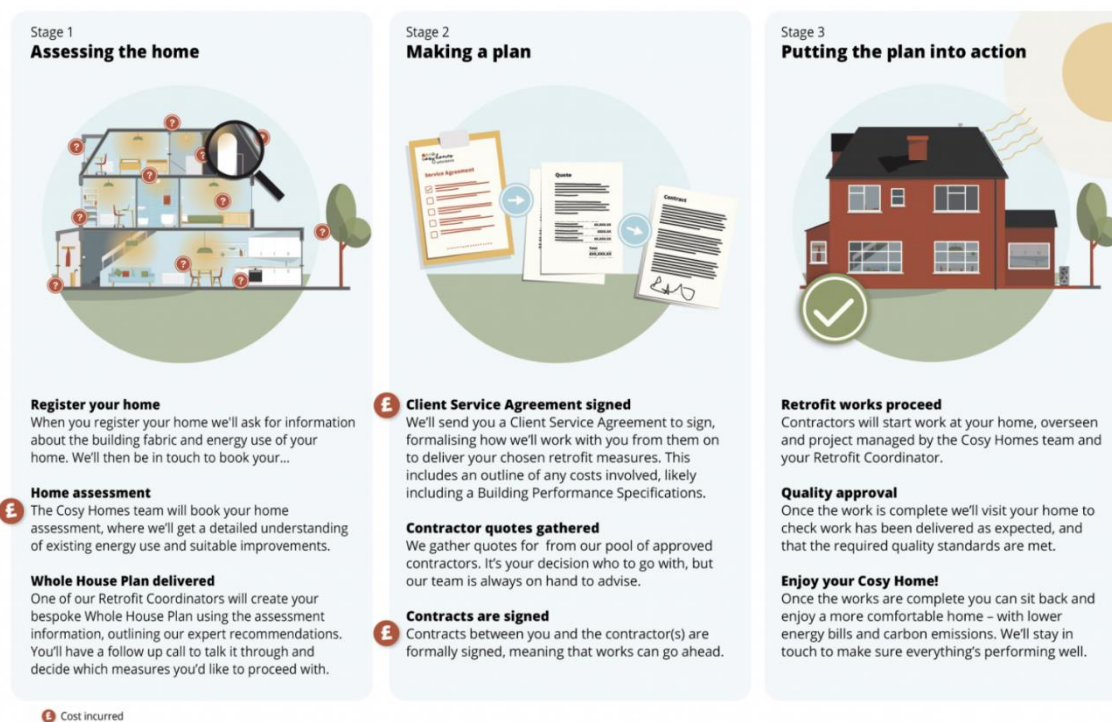 Stage 1
Assessing the home
?
?
?
?
?
?
?
?
?
?
Register your home
When you register your home we'll ask for information
about the building fabric and energy use of your
home. We'll then be in touch to book your...
£
Home assessment
The Cosy Homes team will book your home
assessment, where we'll get a detailed understanding
of existing energy use and suitable improvements.
Whole House Plan delivered
One of our Retrofit Coordinators will create your
bespoke Whole House Plan using the assessment
information, outlining our expert recommendations.
You'll have a follow up call to talk it through and
decide which measures you'd like to proceed with.
£ Cost incurred
Stage 2
Making a plan
cosy homes
Service Agreement
Quote
Total
Contract
£
Client Service Agreement signed
We'll send you a Client Service Agreement to sign,
formalising how we'll work with you from them on
to deliver your chosen retrofit measures. This
includes an outline of any costs involved, likely
including a Building Performance Specifications.
Contractor quotes gathered
We gather quotes for  from our pool of approved
contractors. It's your decision who to go with, but
our team is always on hand to advise.
£
Contracts are signed
Contracts between you and the contractor(s) are
formally signed, meaning that works can go ahead.
Stage 3
Putting the plan into action
Retrofit works proceed
Contractors will start work at your home, overseen
and project managed by the Cosy Homes team and
your Retrofit Coordinator.
Quality approval
Once the work is complete we'll visit your home to
check work has been delivered as expected, and
that the required quality standards are met.
Enjoy your Cosy Home!
Once the works are complete you can sit back and
enjoy a more comfortable home – with lower
energy bills and carbon emissions. We'll stay in
touch to make sure everything's performing well.